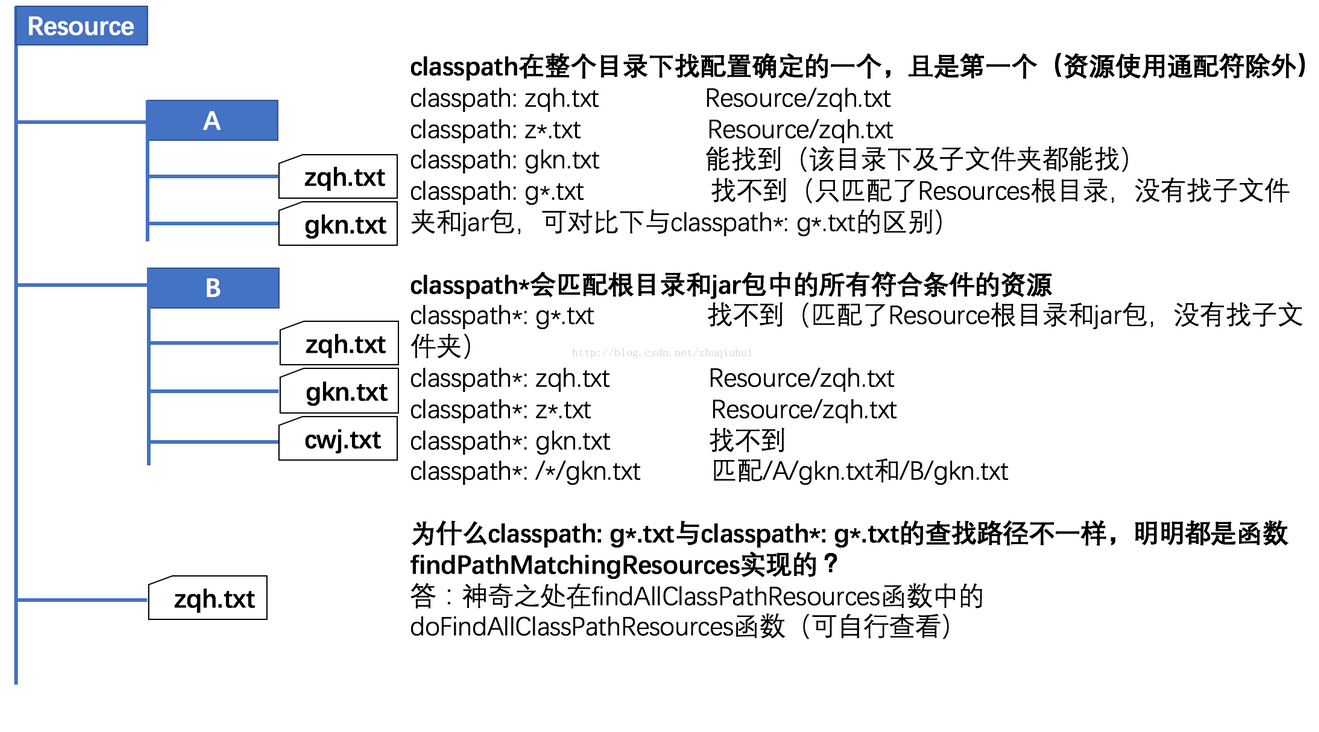 Resource
A
zqh.txt
gkn.txt
B
zqh.txt
gkn.txt
cwj.txt
zqh.txt
classpath在整个目录下找配置确定的一个，且是第一个（资源使用通配符除外）
classpath: zqh.txt Resource/zqh.txt
classpath: z*.txt Resource/zqh.txt
classpath: gkn.txt 能找到（该目录下及子文件夹都能找）
classpath: g*.txt 找不到（只匹配了Resources根目录，没有找子文件
夹和jar包，可对比下与classpath*: g*.txt的区别）
classpath*会匹配根目录和jar包中的所有符合条件的资源
classpath*: g*.txt 找不到（匹配了Resource根目录和jar包，没有找子文
件夹）
http://blog.csdn.net/zhuqiuhui
classpath*: zqh.txt Resource/zqh.txt
classpath*: z*.txt Resource/zqh.txt
classpath*: gkn.txt 找不到
classpath*: /*/gkn.txt 匹配/A/gkn.txt和/B/gkn.txt
为什么classpath: g*.txt与classpath*: g*.txt的查找路径不一样，明明都是函数
findPathMatchingResources实现的？
答：神奇之处在findAllClassPathResources函数中的
doFindAllClassPathResources函数（可自行查看）